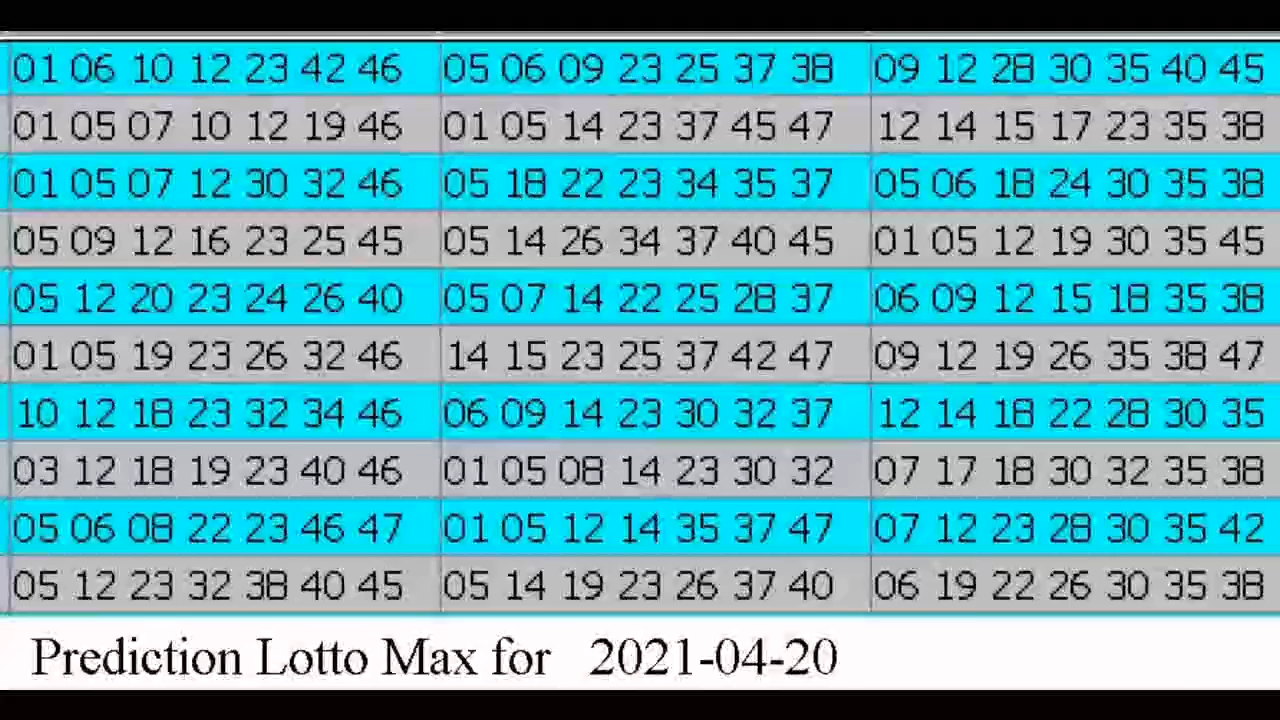 01 06 10 12 23 42 46 05 06 09 23 25 37 38 09 12 28 30 35 40 45
01 05 07 10 12 19 46 01 05 14 23 37 45 47 12 14 15 17 23 35 38
01 05 07 12 30 32 46 05 18 22 23 34 35 37 05 06 18 24 30 35 38
05 09 12 16 23 25 45 05 14 26 34 37 40 45 01 05 12 19 30 35 45
05 12 20 23 24 26 40 05 07 14 22 25 28 37 06 09 12 15 18 35 38
01 05 19 23 26 32 46 14 15 23 25 37 42 47 09 12 19 26 35 38 47
10 12 18 23 32 34 46 06 09 14 23 30 32 37 12 14 18 22 28 30 35
03 12 18 19 23 40 46 01 05 08 14 23 30 32 07 17 18 30 32 35 38
05 06 08 22 23 46 47 01 05 12 14 35 37 47 07 12 23 28 30 35 42
05 12 23 32 38 40 45 05 14 19 23 26 37 40 06 19 22 26 30 35 38
Prediction Lotto Max for 2021-04-20